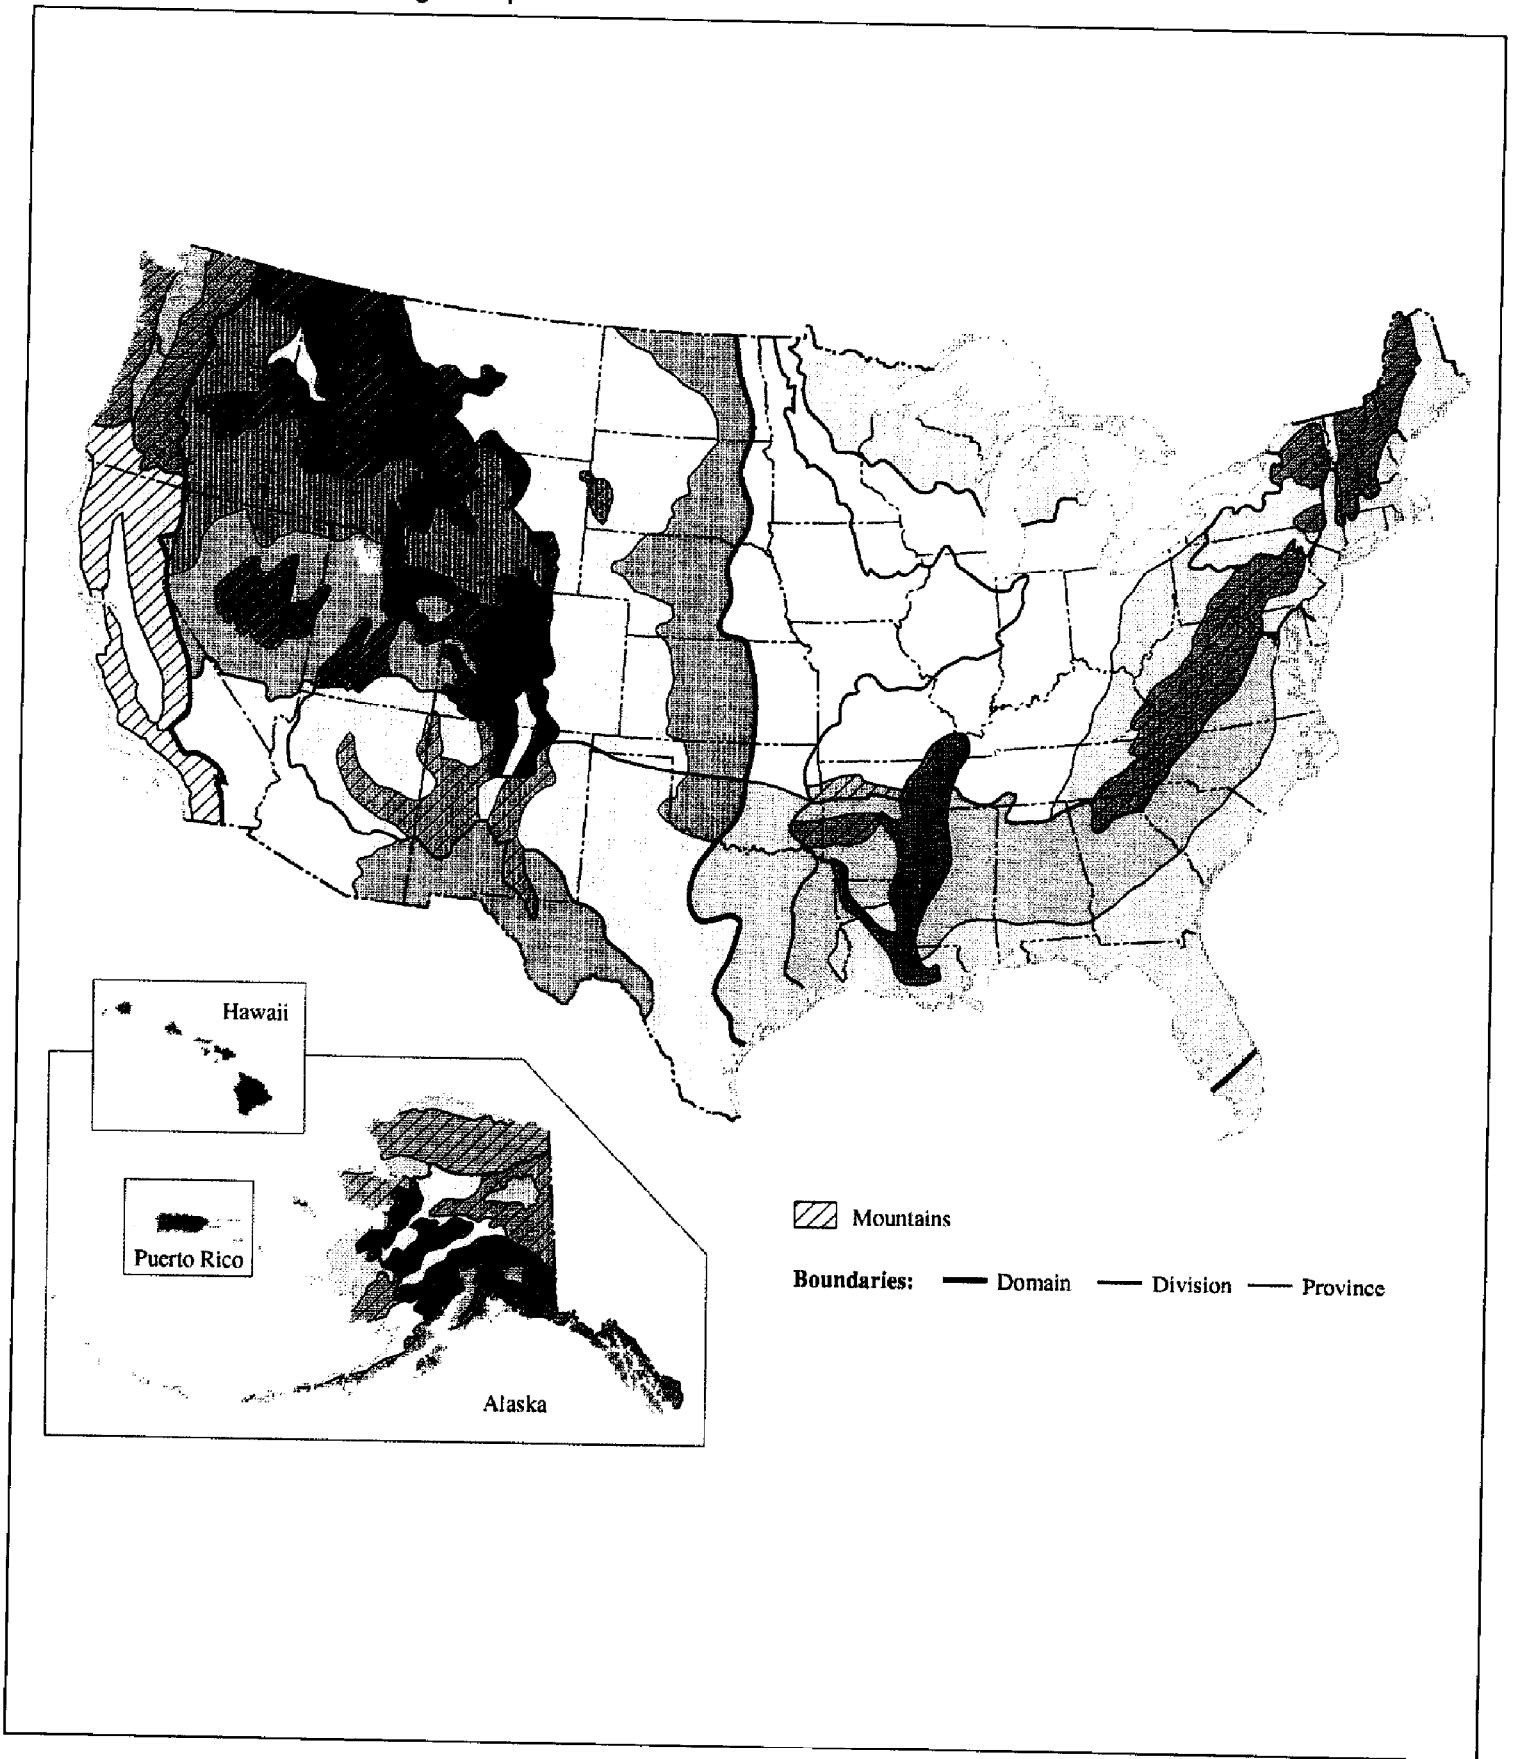 Hawaii
Puerto Rico
Alaska
Mountains
Boundaries: Domain Division Province